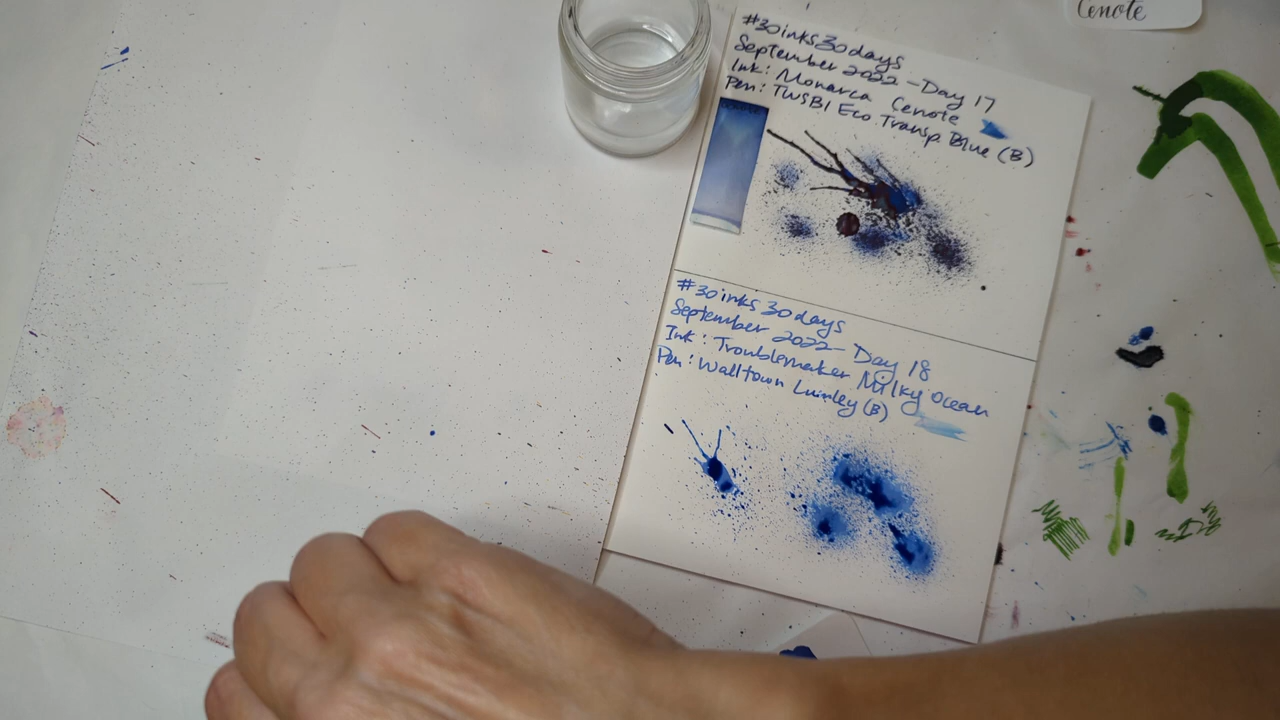 Cenote
#30inks30days
September 2022 - Day 17
Ink: Monarca Cenote
Pen: TWSBI Eco Transp. Blue (B)
#30inks30days
September 2022 - Day 18
Ink: Troublemaker Milky Ocean
Pen: Walltown Lumley (B)